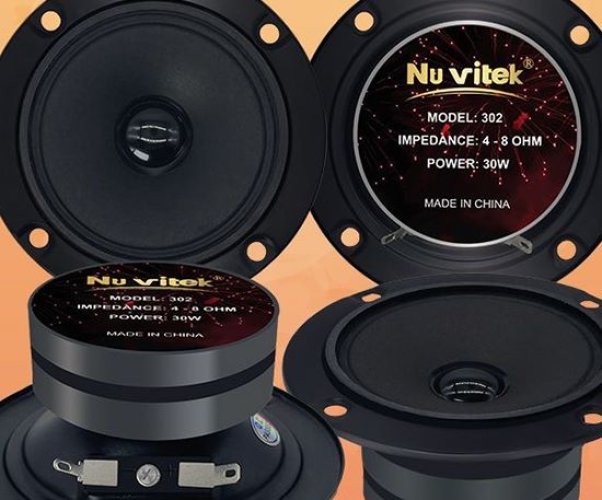 Nu Vitek®
MODEL: 302
IMPEDANCE: 4 - 8 OHM
POWER: 30W
MADE IN CHINA
Nu Vitek®
MODEL: 302
IMPEDANCE: 4 - 8 OHM
POWER: 30W
MADE IN CHINA